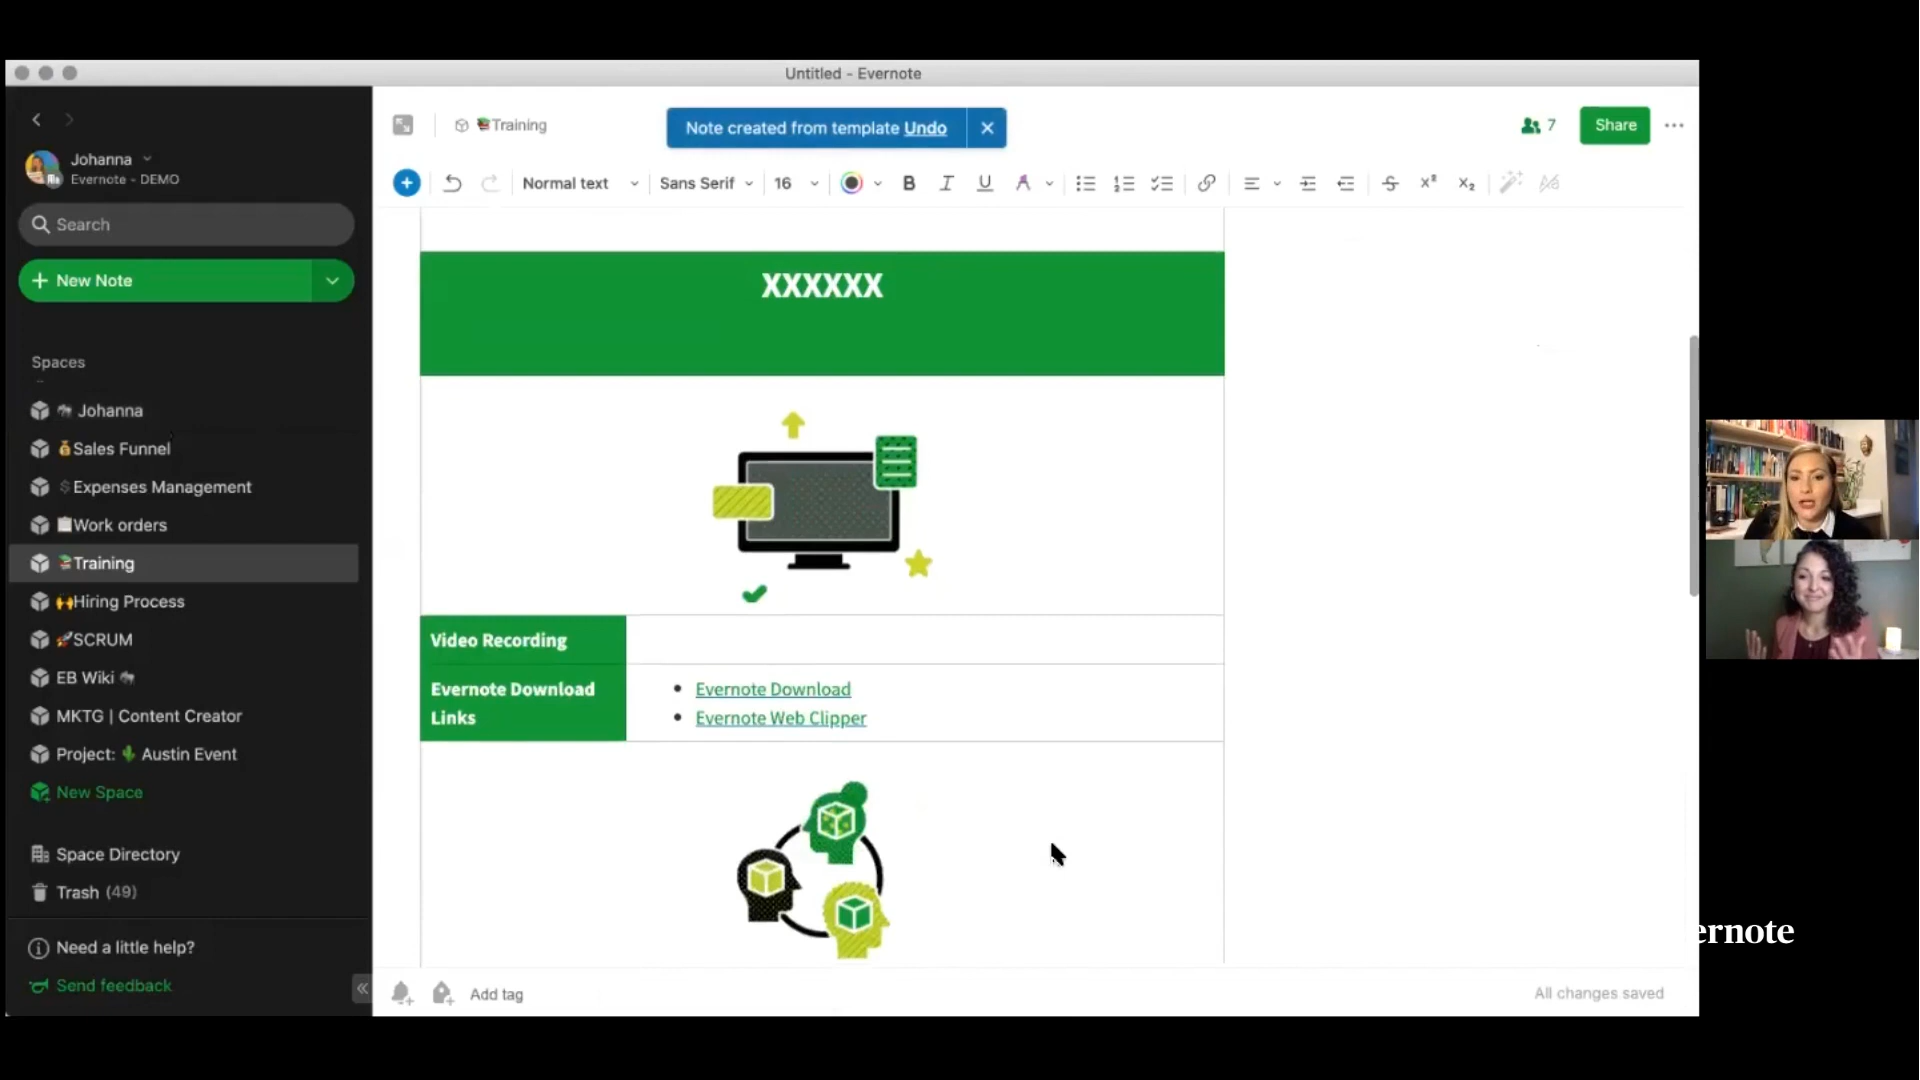 Untitled - Evernote
Johanna
Evernote - DEMO
Search
New Note
Spaces
Johanna
Sales Funnel
Expenses Management
Work orders
Training
Hiring Process
SCRUM
EB Wiki
MKTG | Content Creator
Project: Austin Event
New Space
Space Directory
Trash (49)
Need a little help?
Send feedback
Training
Note created from template Undo
7
Share
Normal text
Sans Serif
16
XXXXXX
Video Recording
Evernote Download
Links
Evernote Download
Evernote Web Clipper
Add tag
All changes saved
ernote